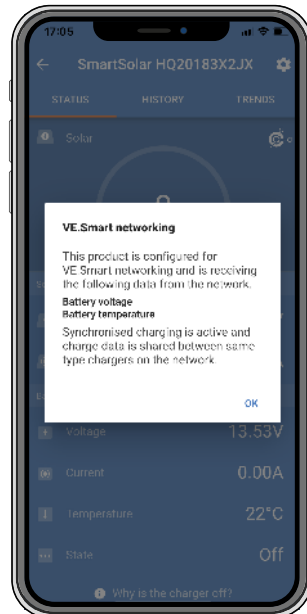 17:05
SmartSolar HQ20183X2JX
STATUS HISTORY TRENDS
Solar
VE.Smart networking
This product is configured for
VE.Smart networking and is receiving
the following data from the network.
Battery voltage
Battery temperature
Synchronised charging is active and
charge data is shared between same
type chargers on the network.
OK
Voltage 13.53V
Current 0.00A
Temperature 22°C
State Off
Why is the charger off?